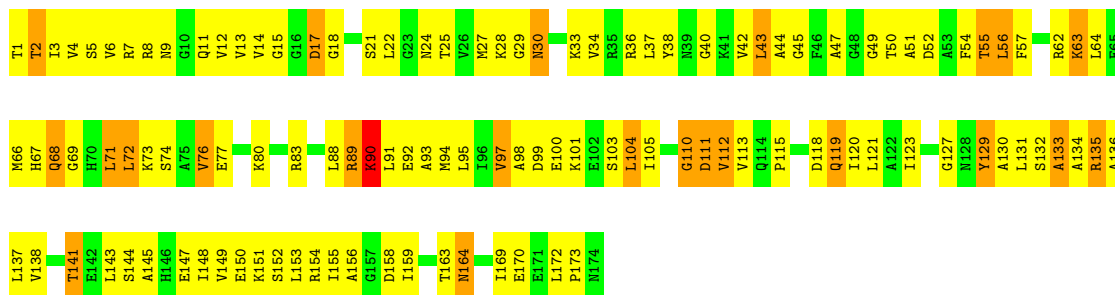 T1 T2 I3 V4 S5 V6 R7 R8 N9 G10 Q11 V12 V13 V14 G15 G16 D17 G18 S21 L22 G23 N24 T25 V26 M27 K28 G29 N30 K33 V34 R35 R36 L37 Y38 N39 G40 K41 V42 L43 A44 G45 F46 A47 G48 G49 T50 A51 D52 A53 F54 T55 L56 F57 R62 K63 L64 E65
M66 H67 Q68 G69 H70 L71 L72 K73 S74 A75 V76 E77 K80 R83 L88 R89 K90 L91 E92 A93 M94 L95 I96 V97 A98 D99 E100 K101 E102 S103 L104 I105 G110 D111 V112 V113 Q114 P115 D118 Q119 I120 L121 A122 I123 G127 N128 Y129 A130 L131 S132 A133 A134 R135 A136
L137 V138 T141 E142 L143 S144 A145 H146 E147 I148 V149 E150 K151 S152 L153 R154 I155 A156 G157 D158 I159 T163 N164 I169 E170 E171 L172 P173 N174